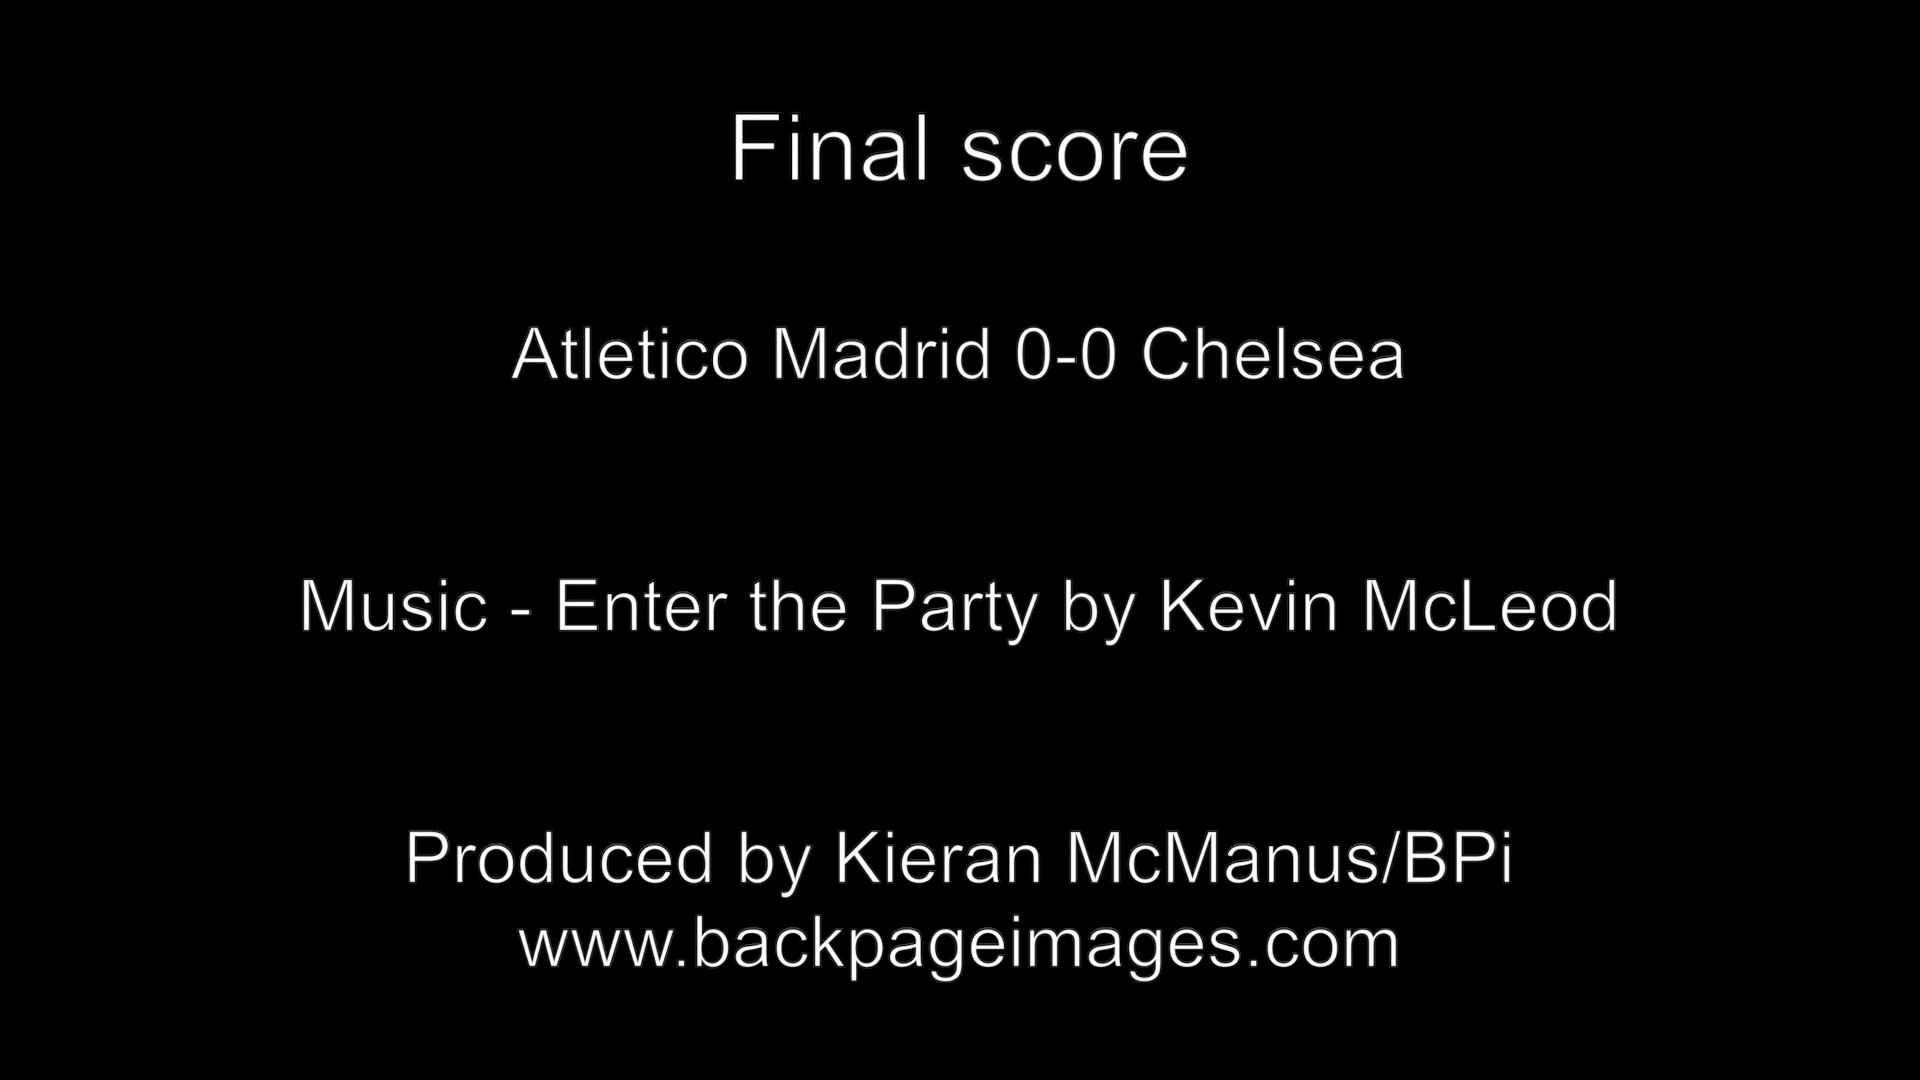 Final score
Atletico Madrid 0-0 Chelsea
Music - Enter the Party by Kevin McLeod
Produced by Kieran McManus/BPi
www.backpageimages.com